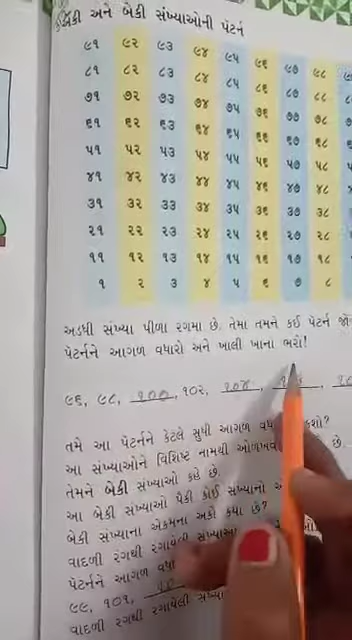 એકી અને બેકી સંખ્યાઓની પેટર્ન
૯૧ ૯૨ ૯૩ ૯૪ ૯૫ ૯૬ ૯૭ ૯૮
૮૧ ૮૨ ૮૩ ૮૪ ૮૫ ૮૬ ૮૭ ૮૮
૭૧ ૭૨ ૭૩ ૭૪ ૭૫ ૭૬ ૭૭ ૭૮
૬૧ ૬૨ ૬૩ ૬૪ ૬૫ ૬૬ ૬૭ ૬૮
૫૧ ૫૨ ૫૩ ૫૪ ૫૫ ૫૬ ૫૭ ૫૮
૪૧ ૪૨ ૪૩ ૪૪ ૪૫ ૪૬ ૪૭ ૪૮
૩૧ ૩૨ ૩૩ ૩૪ ૩૫ ૩૬ ૩૭ ૩૮
૨૧ ૨૨ ૨૩ ૨૪ ૨૫ ૨૬ ૨૭ ૨૮
૧૧ ૧૨ ૧૩ ૧૪ ૧૫ ૧૬ ૧૭ ૧૮
૧ ૨ ૩ ૪ ૫ ૬ ૭ ૮
અડધી સંખ્યા પીળા રંગમાં છે. તેમાં તમને કઈ પેટર્ન
પેટર્નને આગળ વધારો અને ખાલી ખાના ભરો!
૯૬, ૯૮, ૧૦૦, ૧૦૨, ૧૦૪,
તમે આ પેટર્નને કેટલે સુધી આગળ
આ સંખ્યાઓને વિશિષ્ટ નામથી છે.
તેમને બેકી સંખ્યાઓ કહે છે.
આ બેકી સંખ્યાઓ પૈકી કોઈ સંખ્યાનો
બેકી સંખ્યાના એકમના અંકો કયા છે?
વાદળી રંગથી રંગાયેલી
પેટર્નને આગળ
૯૯, ૧૦૧,
વાદળી રંગથી રંગાયેલી